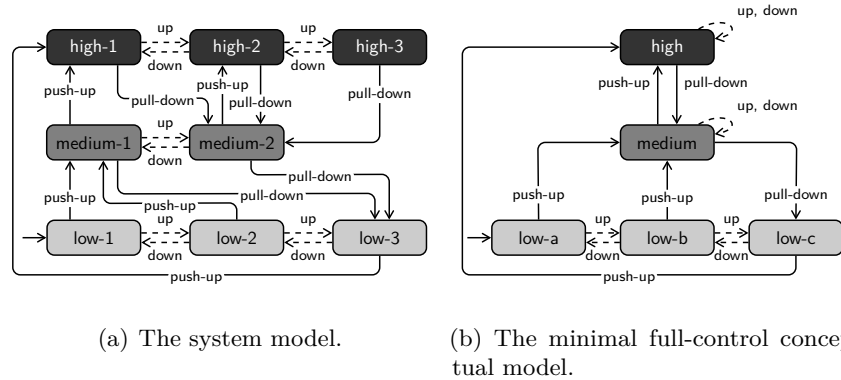 up up up, down
high-1 high-2 high-3 high
down down
push-up push-up push-up pull-down
pull-down pull-down pull-down
up up, down
medium-1 medium-2 medium
down
pull-down
push-up push-up pull-down push-up push-up pull-down
up up up up
low-1 low-2 low-3 low-a low-b low-c
down down down down
push-up push-up
(a) The system model.
(b) The minimal full-control concep
tual model.